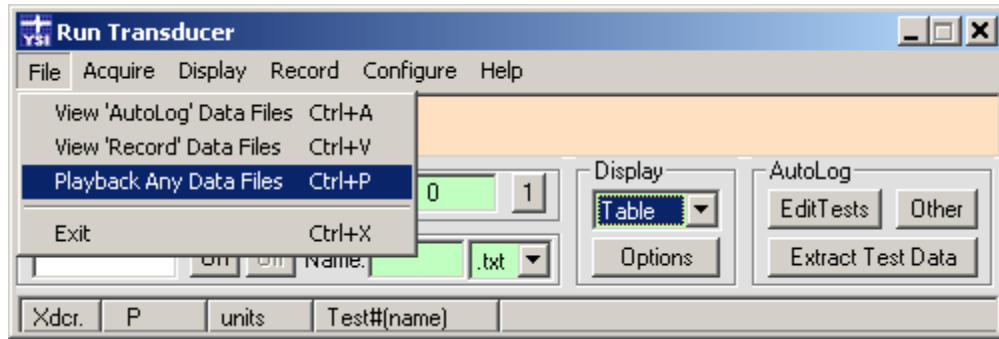 YSI Run Transducer
File Acquire Display Record Configure Help
View 'AutoLog' Data Files Ctrl+A
View 'Record' Data Files Ctrl+V
Playback Any Data Files Ctrl+P
Exit Ctrl+X
0 1
Display
Table
Options
AutoLog
EditTests Other
Extract Test Data
Name: .txt
Xdcr. P units Test#(name)